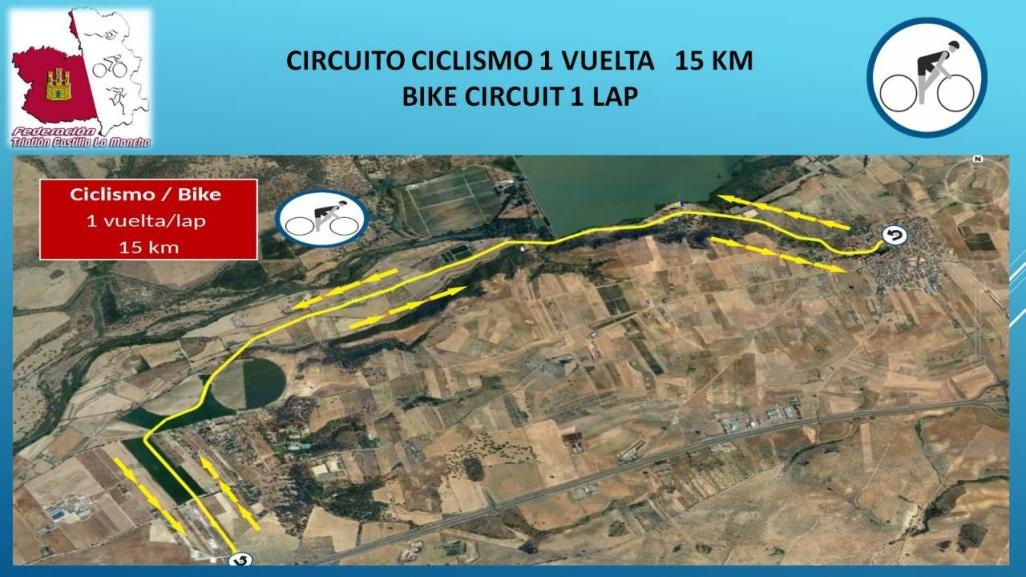 CIRCUITO CICLISMO 1 VUELTA 15 KM
BIKE CIRCUIT 1 LAP
Federación
Triatlón Castilla La Mancha
Ciclismo / Bike
1 vuelta/lap
15 km
N